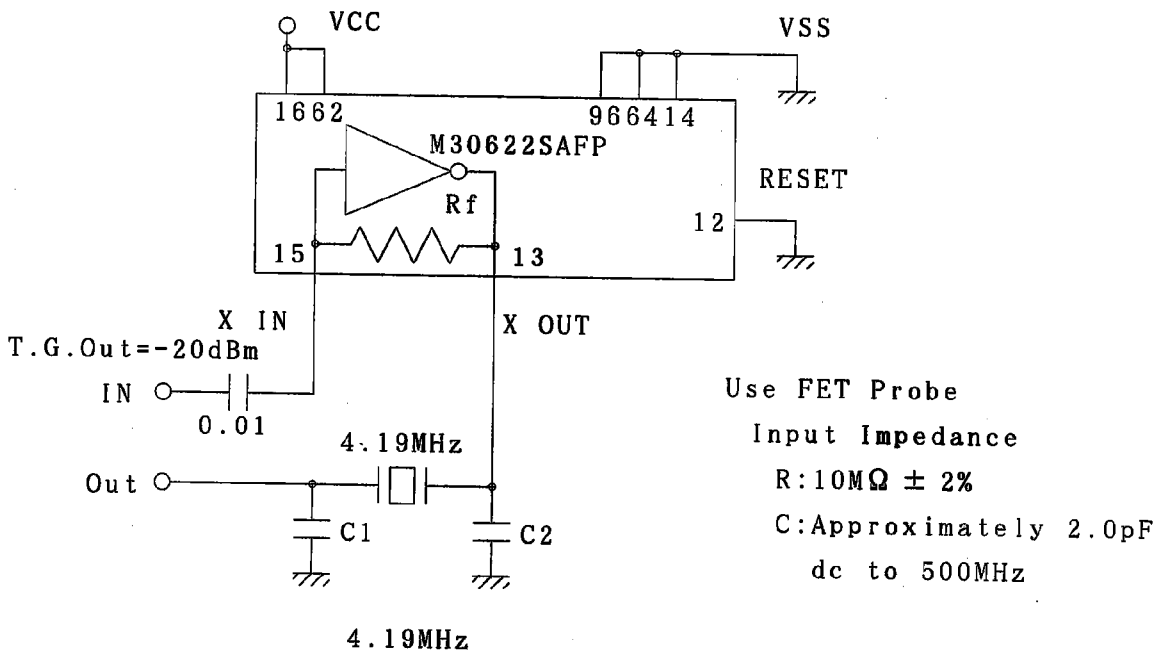 VCC
VSS
1662
966414
M30622SAFP
RESET
Rf
12
15
13
X IN
X OUT
T.G.Out=-20dBm
IN
0.01
4.19MHz
Out
C1
C2
Use FET Probe
Input Impedance
R:10MΩ ± 2%
C:Approximately 2.0pF
dc to 500MHz
4.19MHz